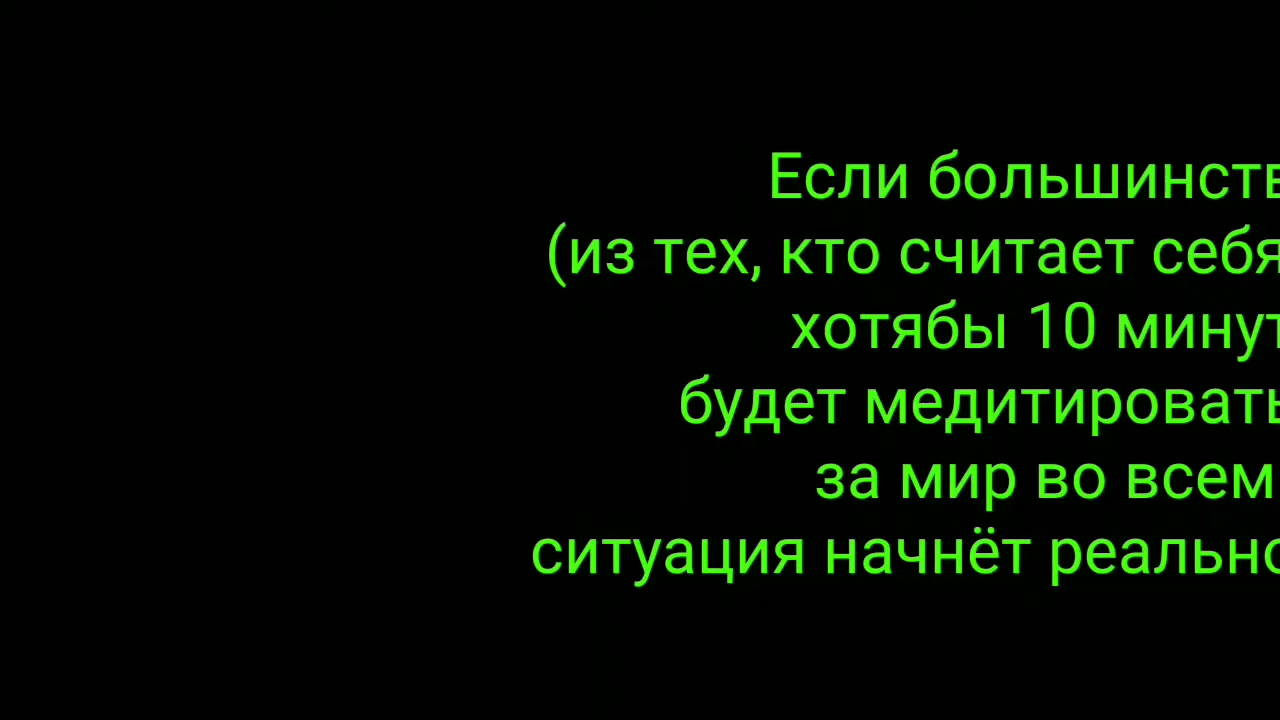 Если большинств
(из тех, кто считает себя
хотябы 10 минут
будет медитировать
за мир во всем
ситуация начнёт реально